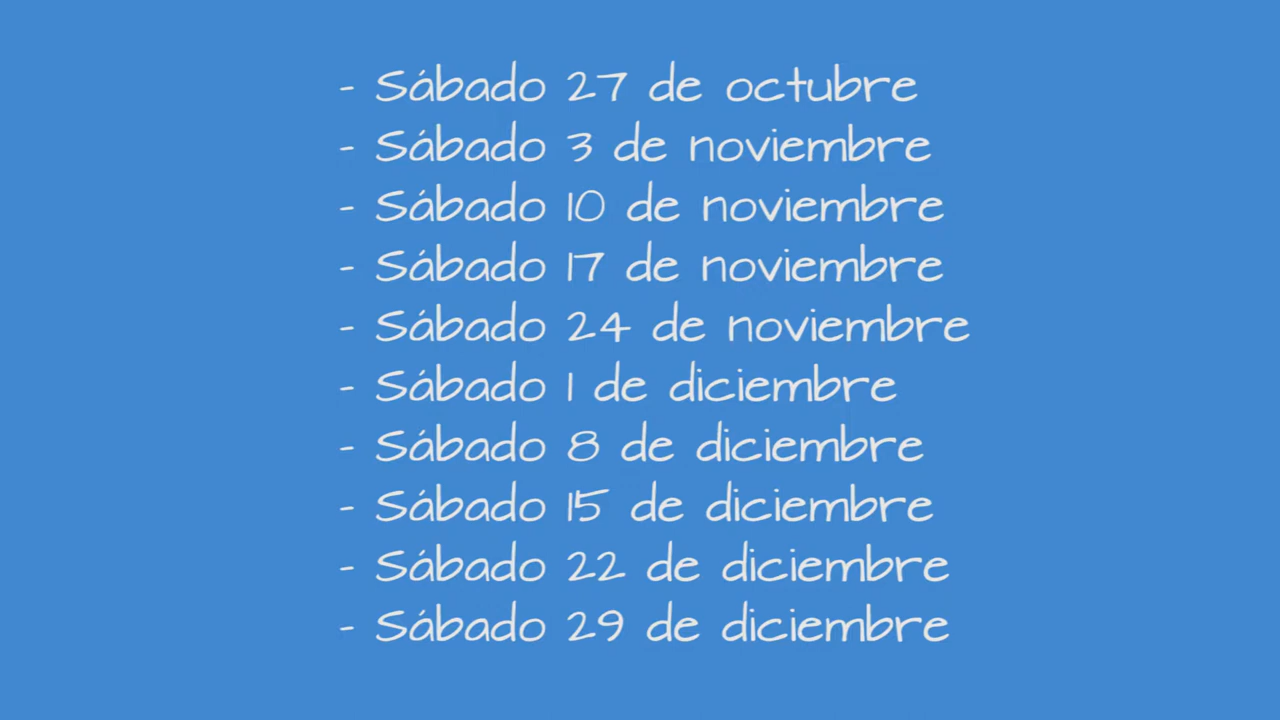 - Sábado 27 de octubre
- Sábado 3 de noviembre
- Sábado 10 de noviembre
- Sábado 17 de noviembre
- Sábado 24 de noviembre
- Sábado 1 de diciembre
- Sábado 8 de diciembre
- Sábado 15 de diciembre
- Sábado 22 de diciembre
- Sábado 29 de diciembre